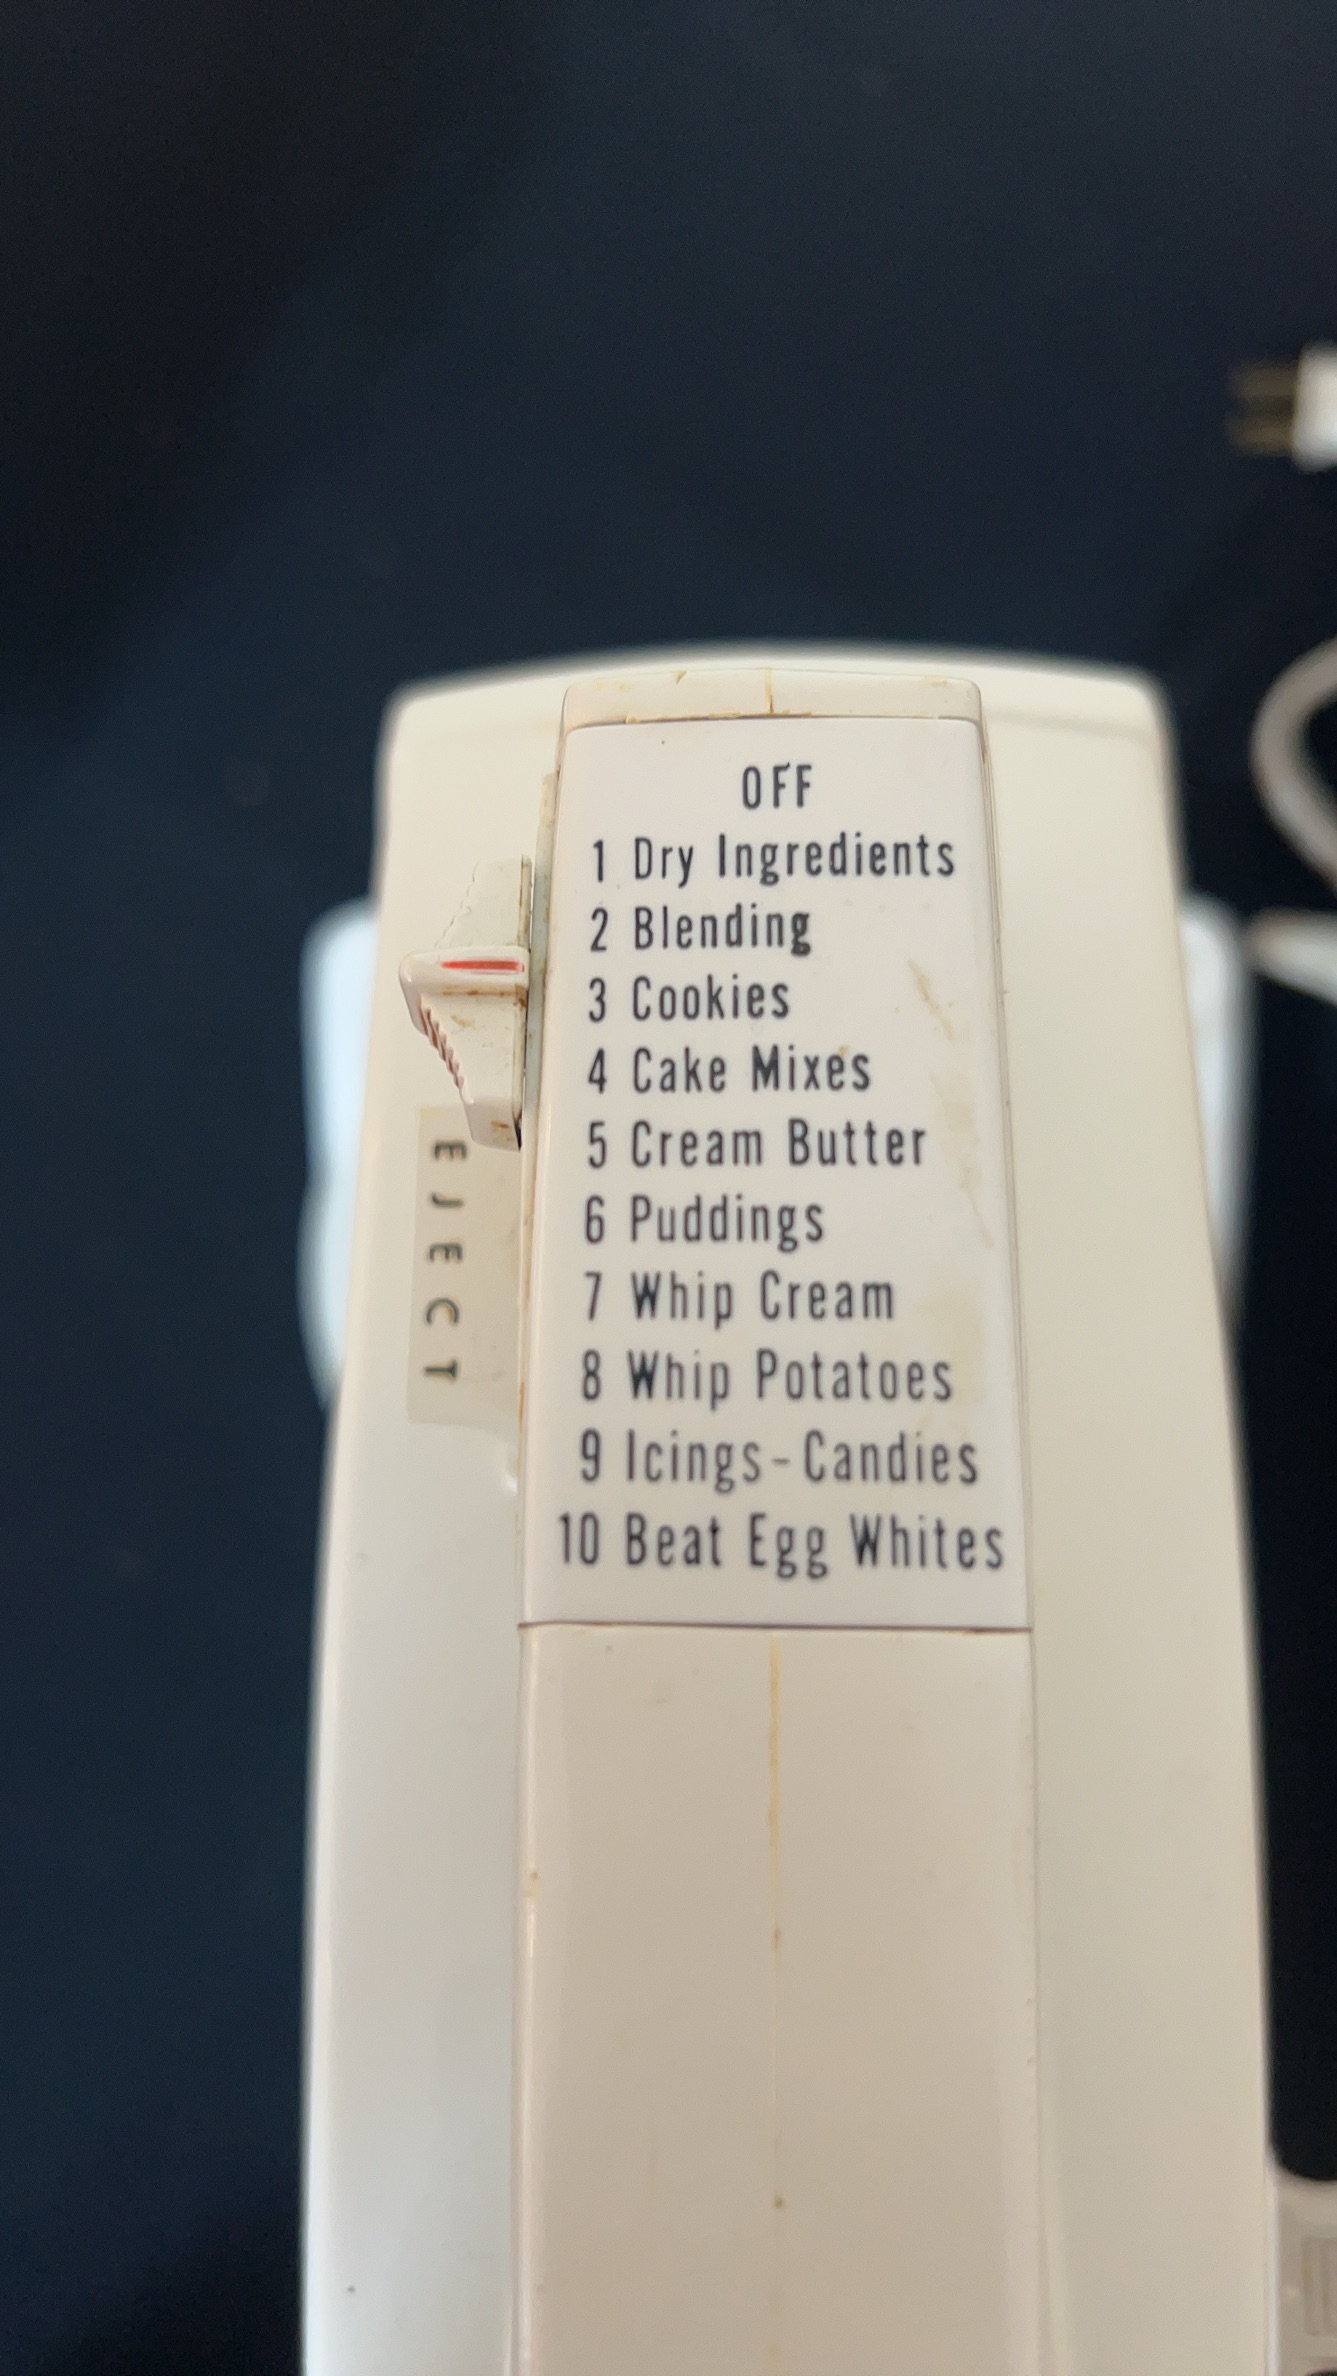 OFF
1 Dry Ingredients
2 Blending
3 Cookies
4 Cake Mixes
5 Cream Butter
6 Puddings
7 Whip Cream
8 Whip Potatoes
9 Icings-Candies
10 Beat Egg Whites
EJECT